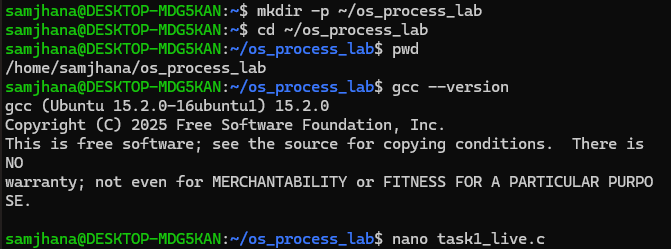 samjhana@DESKTOP-MDG5KAN:~$ mkdir -p ~/os_process_lab
samjhana@DESKTOP-MDG5KAN:~$ cd ~/os_process_lab
samjhana@DESKTOP-MDG5KAN:~/os_process_lab$ pwd
/home/samjhana/os_process_lab
samjhana@DESKTOP-MDG5KAN:~/os_process_lab$ gcc --version
gcc (Ubuntu 15.2.0-16ubuntu1) 15.2.0
Copyright (C) 2025 Free Software Foundation, Inc.
This is free software; see the source for copying conditions.  There is
NO
warranty; not even for MERCHANTABILITY or FITNESS FOR A PARTICULAR PURPO
SE.
samjhana@DESKTOP-MDG5KAN:~/os_process_lab$ nano task1_live.c